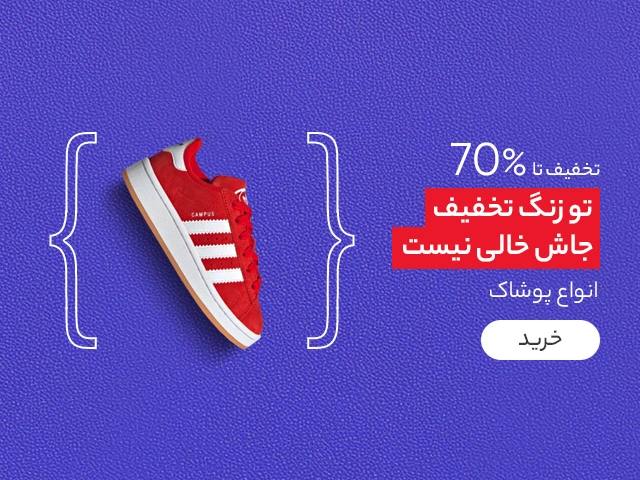 تخفیف تا 70%
تو زنگ تخفیف
جاش خالی نیست
انواع پوشاک
خرید
CAMPUS